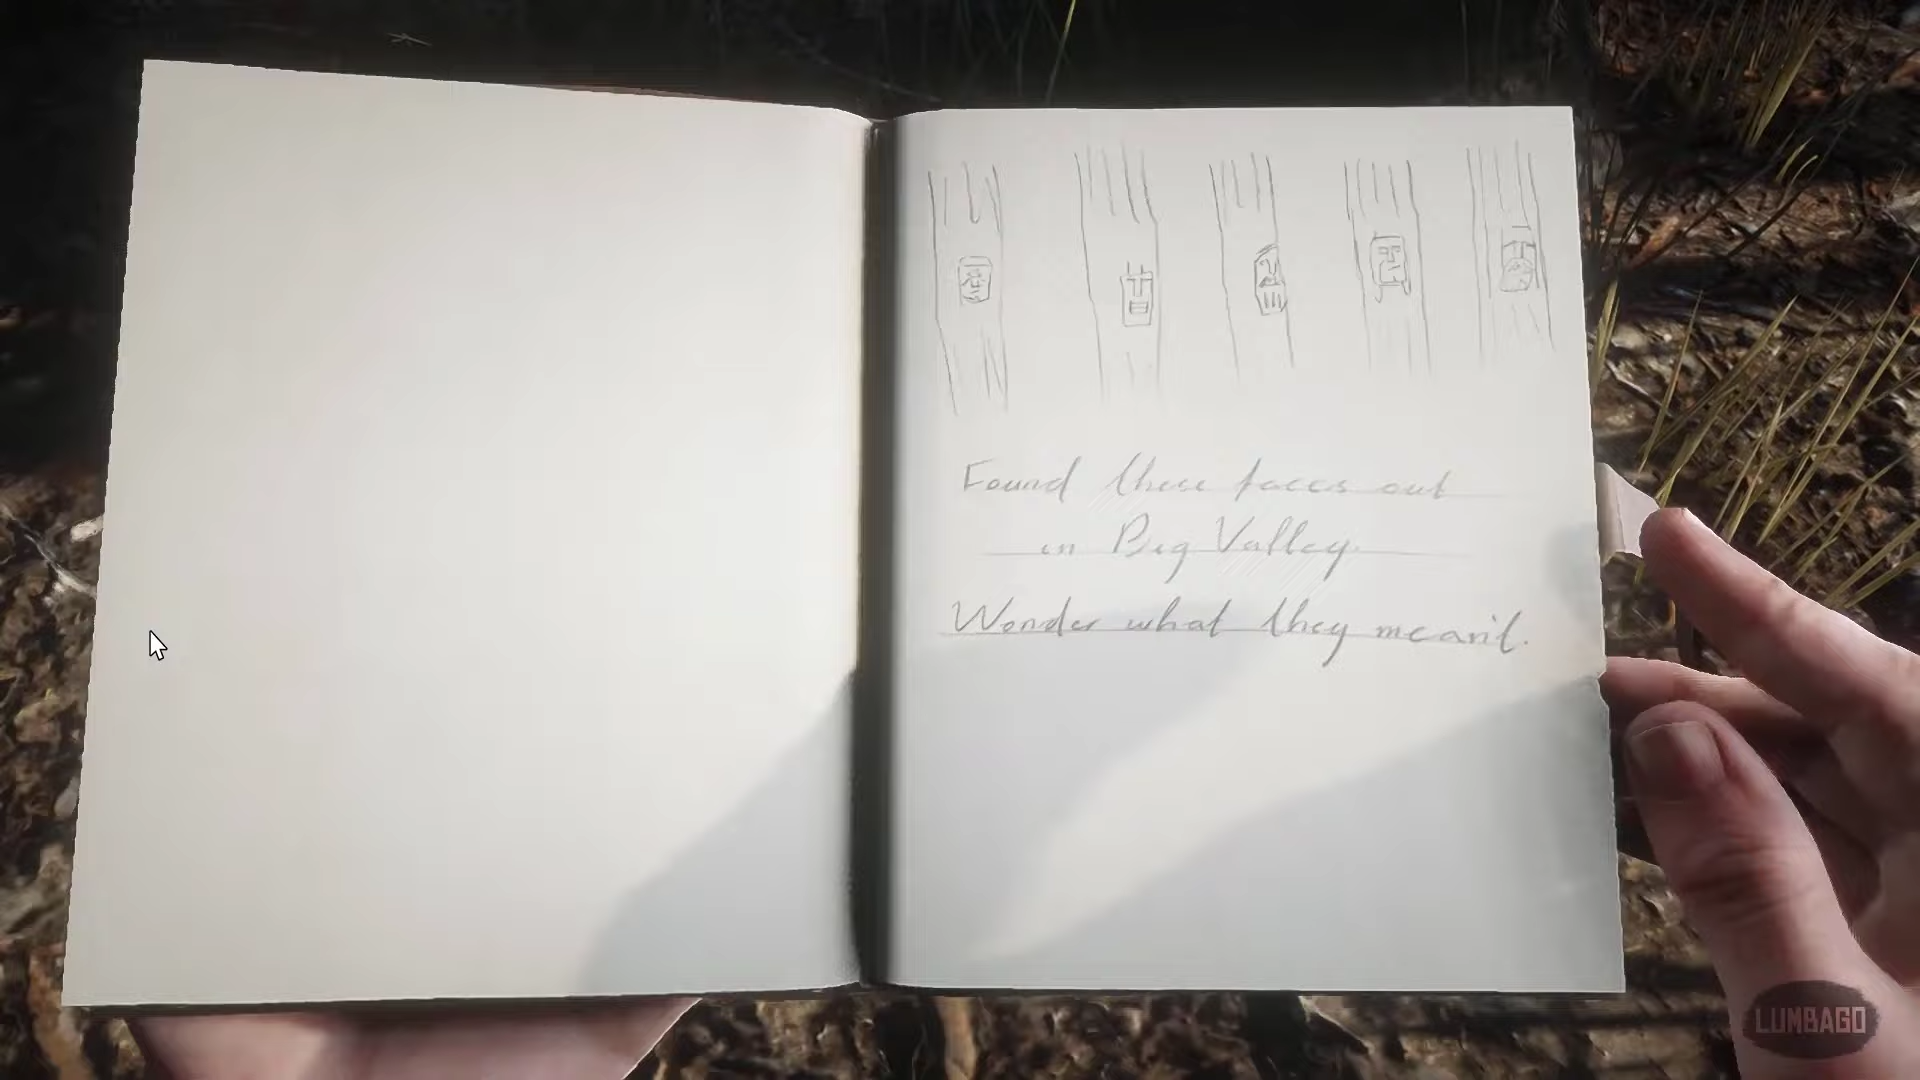 Found these faces out
in Big Valley.
Wonder what they meant.
LUMBAGO